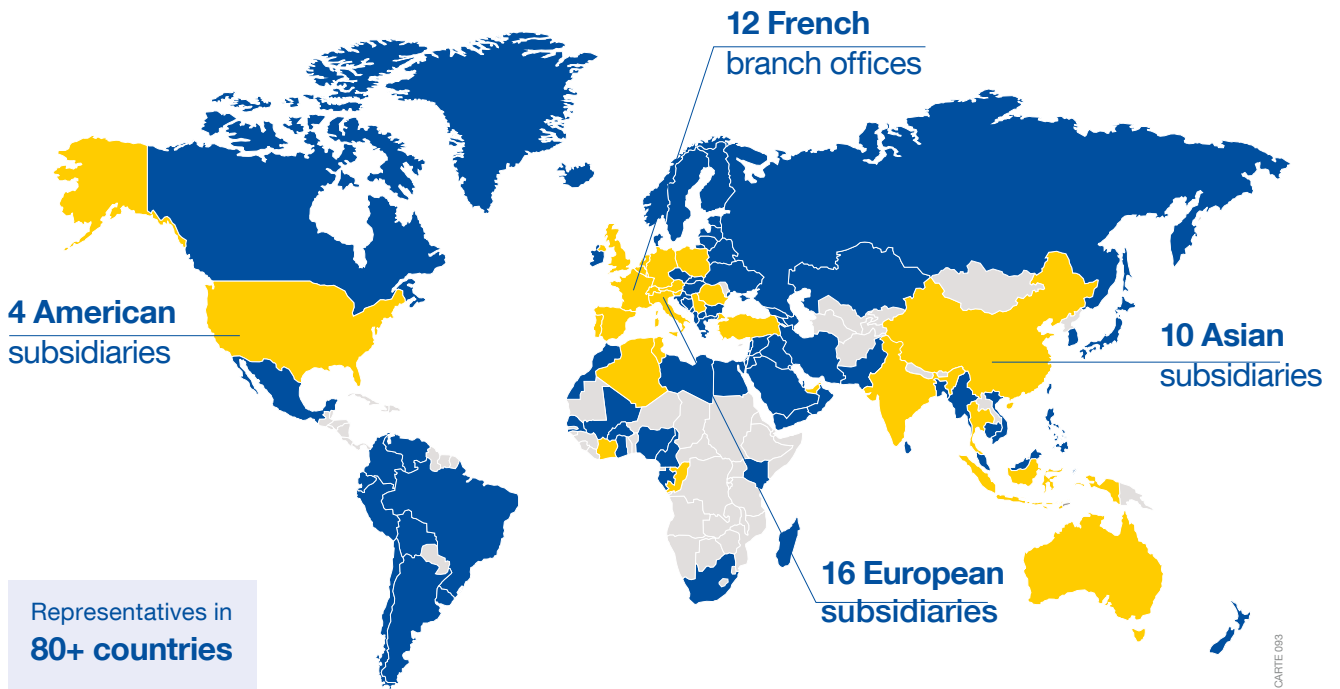 12 French
branch offices
4 American
subsidiaries
10 Asian
subsidiaries
16 European
subsidiaries
Representatives in
80+ countries
CARTE 093